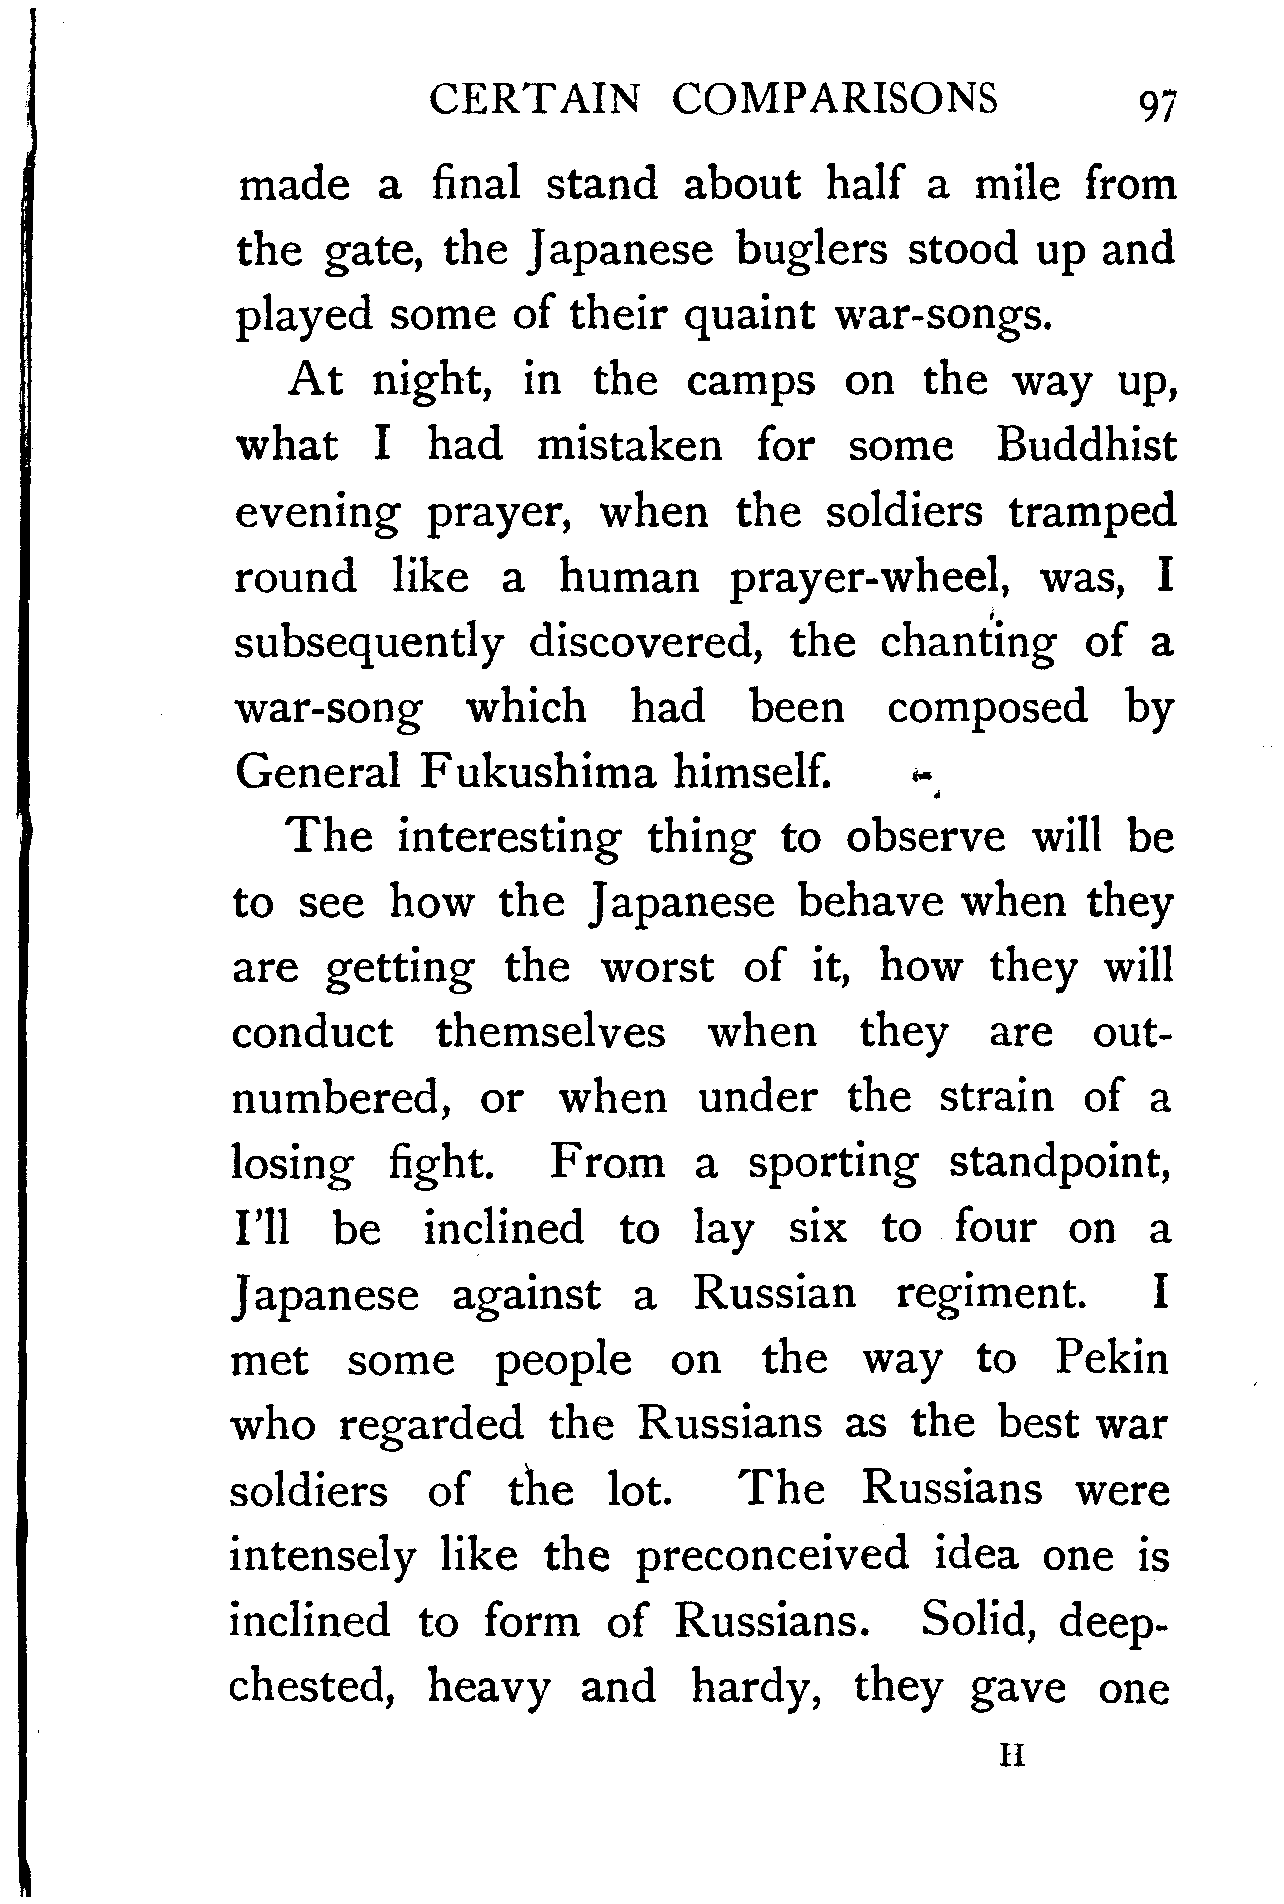 CERTAIN COMPARISONS 97
made a final stand about half a mile from
the gate, the Japanese buglers stood up and
played some of their quaint war-songs.
At night, in the camps on the way up,
what I had mistaken for some Buddhist
evening prayer, when the soldiers tramped
round like a human prayer-wheel, was, I
subsequently discovered, the chanting of a
war-song which had been composed by
General Fukushima himself.
The interesting thing to observe will be
to see how the Japanese behave when they
are getting the worst of it, how they will
conduct themselves when they are out-
numbered, or when under the strain of a
losing fight. From a sporting standpoint,
I'll be inclined to lay six to four on a
Japanese against a Russian regiment. I
met some people on the way to Pekin
who regarded the Russians as the best war
soldiers of the lot. The Russians were
intensely like the preconceived idea one is
inclined to form of Russians. Solid, deep-
chested, heavy and hardy, they gave one
H